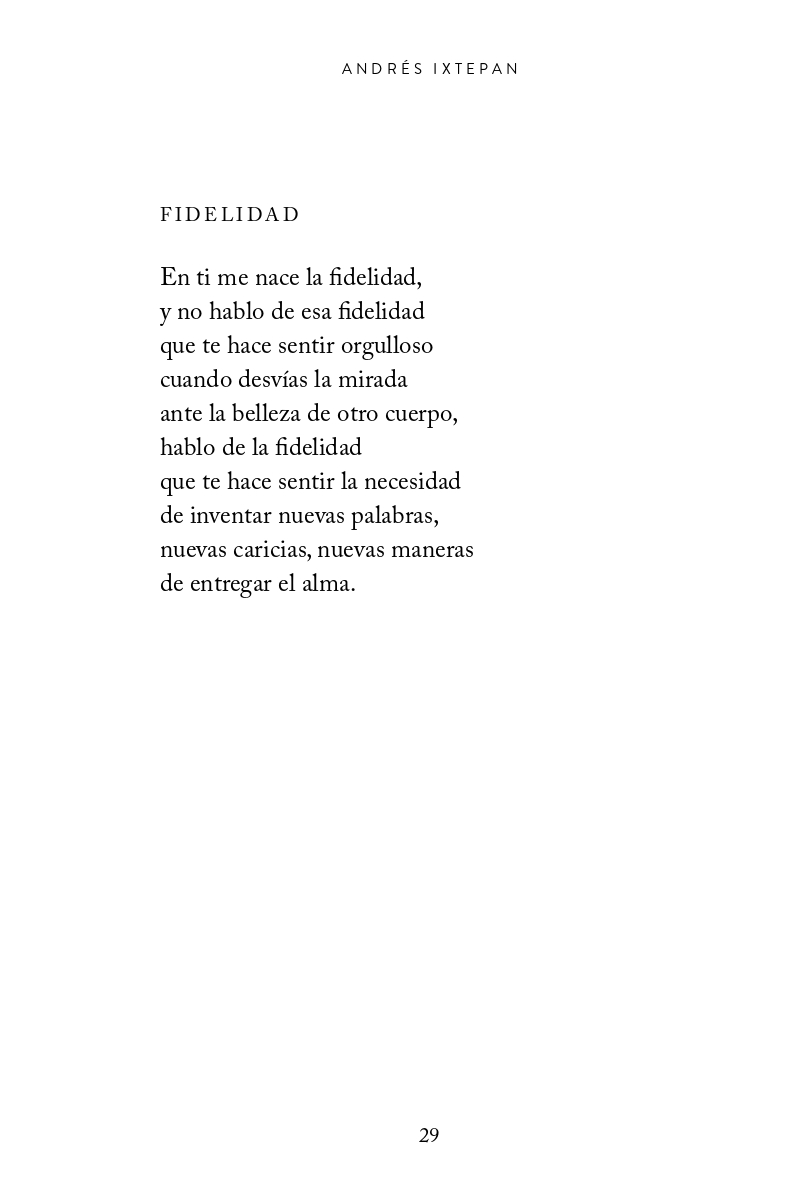 ANDRÉS IXTEPAN
FIDELIDAD
En ti me nace la fidelidad,
y no hablo de esa fidelidad
que te hace sentir orgulloso
cuando desvías la mirada
ante la belleza de otro cuerpo,
hablo de la fidelidad
que te hace sentir la necesidad
de inventar nuevas palabras,
nuevas caricias, nuevas maneras
de entregar el alma.
29